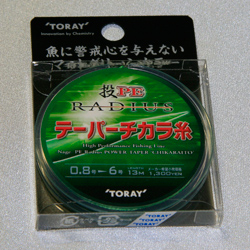 "TORAY"
Innovation by Chemistry
魚に警戒心を与えない
投PE
RADIUS
テーパーチカラ糸
High Performance Fishing Line
Nage PE Radius POWER TAPER CHIKARAITO
0.8号 6号 13M
1,300
"TORAY"